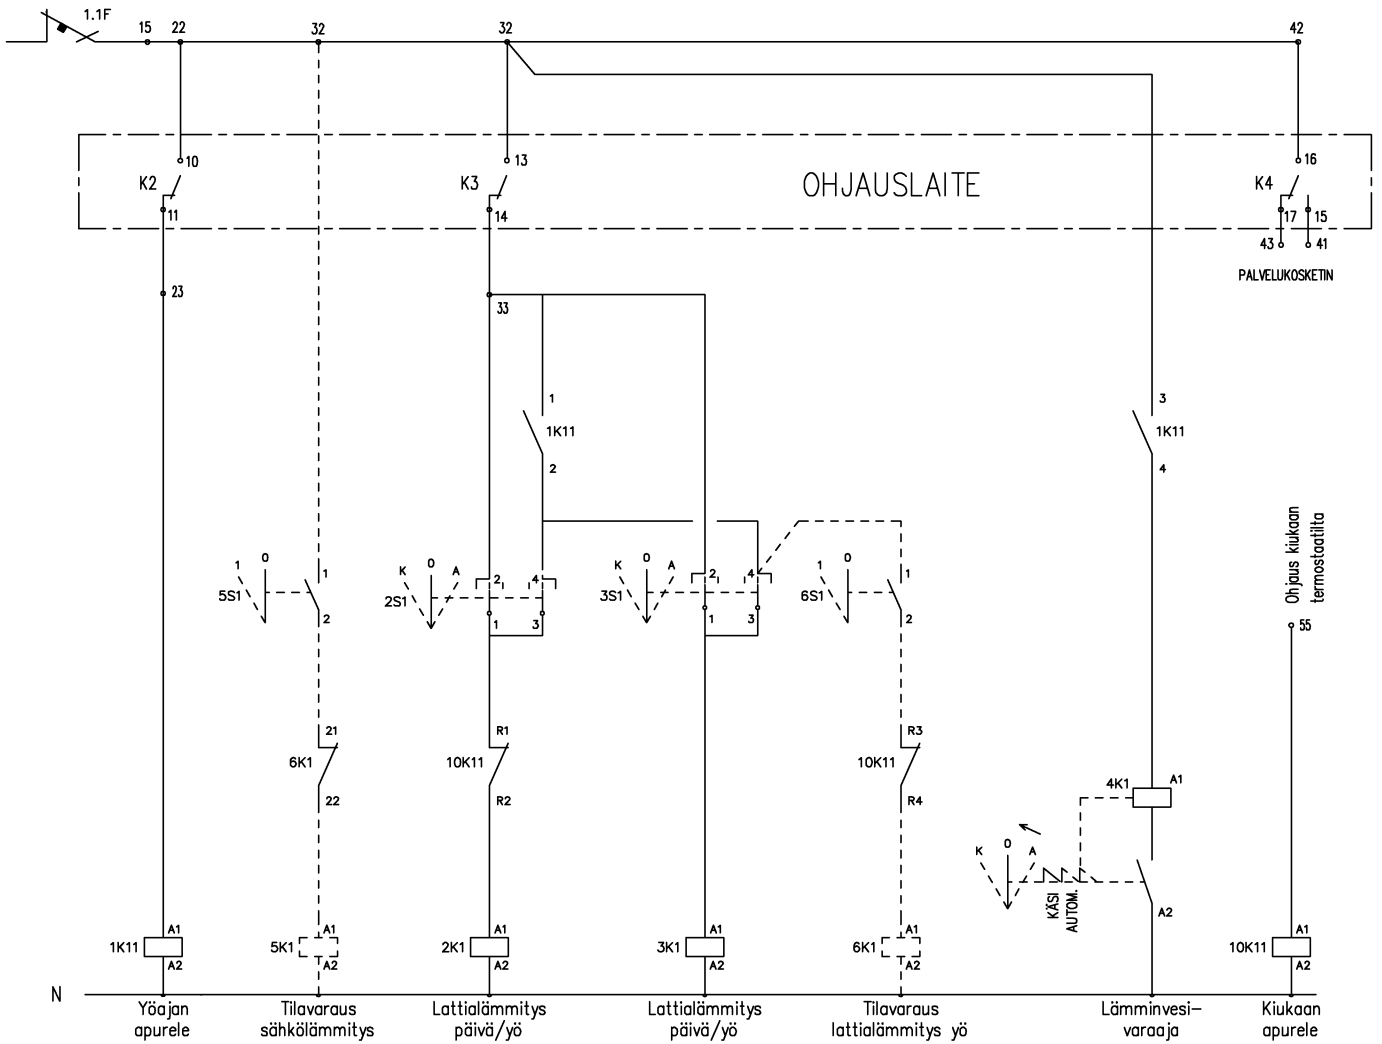 1.1F
15 22 32 32 42
10 13 16
K2 K3 OHJAUSLAITE K4
11 14 17 15
43 41
PALVELUKOSKETIN
23
33
1 3
1K11 1K11
2 4
Ohjaus kiukaan
termostaatilta
1 0 1
5S1
2
K 0 A 2 4
2S1
1 3
K 0 A 2 4
3S1
1 3
1 0 1
6S1
2
55
21 R1 R3
6K1 10K11 10K11
22 R2 R4
4K1 A1
K 0 A
KÄSI
AUTOM.
A2
A1 A1 A1 A1 A1 A1
1K11 5K1 2K1 3K1 6K1 10K11
A2 A2 A2 A2 A2 A2
N
Yöajan
apurele
Tilavaraus
sähkölämmitys
Lattialämmitys
päivä/yö
Lattialämmitys
päivä/yö
Tilavaraus
lattialämmitys yö
Lämminvesi-
varaaja
Kiukaan
apurele